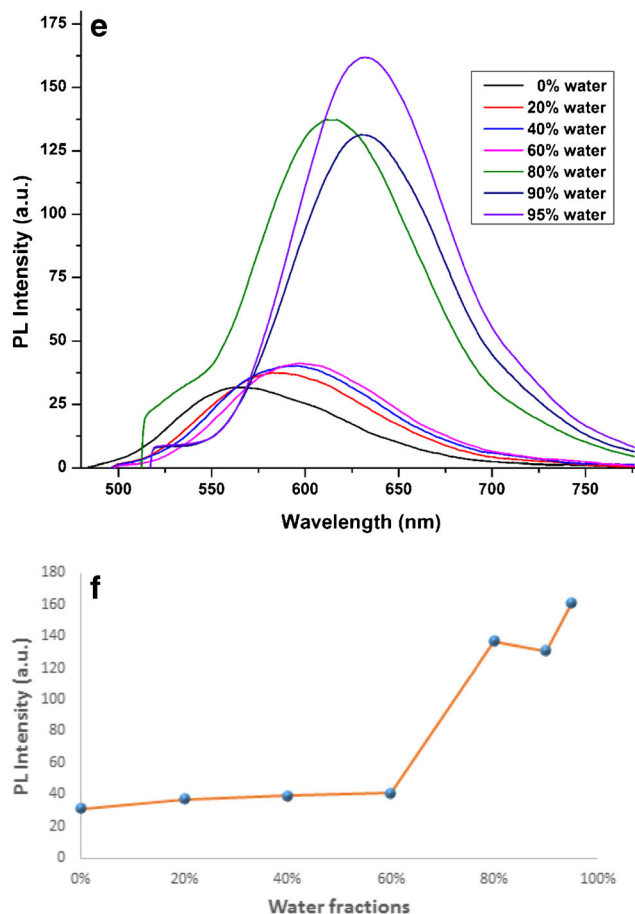 e
175
150
125
100
75
50
25
0
PL Intensity (a.u.)
0% water
20% water
40% water
60% water
80% water
90% water
95% water
500
550
600
650
700
750
Wavelength (nm)
f
180
160
140
120
100
80
60
40
20
0
PL Intensity (a.u.)
0%
20%
40%
60%
80%
100%
Water fractions